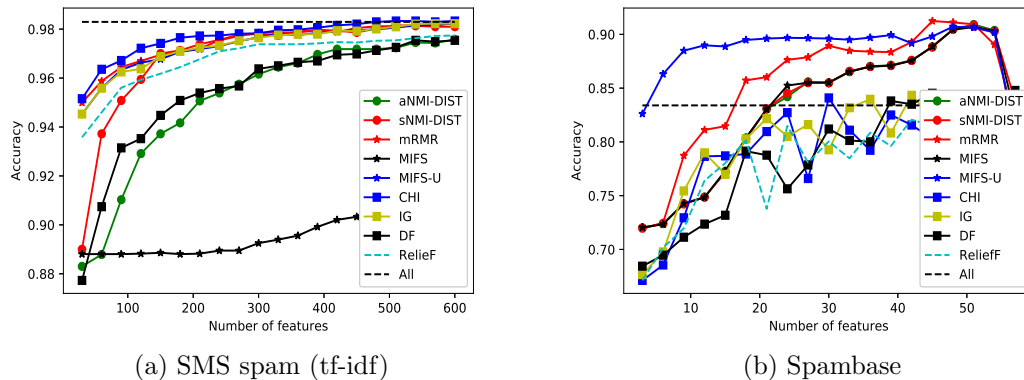 0.98
0.96
0.94
0.92
0.90
0.88
Accuracy
100
200
300
400
500
600
Number of features
aNMI-DIST
sNMI-DIST
mRMR
MIFS
MIFS-U
CHI
IG
DF
ReliefF
All
(a) SMS spam (tf-idf)
0.90
0.85
0.80
0.75
0.70
Accuracy
10
20
30
40
50
Number of features
aNMI-DIST
sNMI-DIST
mRMR
MIFS
MIFS-U
CHI
IG
DF
ReliefF
All
(b) Spambase